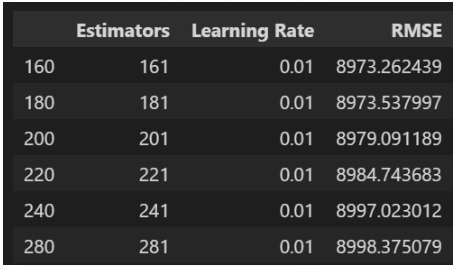 Estimators Learning Rate RMSE
160 161 0.01 8973.262439
180 181 0.01 8973.537997
200 201 0.01 8979.091189
220 221 0.01 8984.743683
240 241 0.01 8997.023012
280 281 0.01 8998.375079